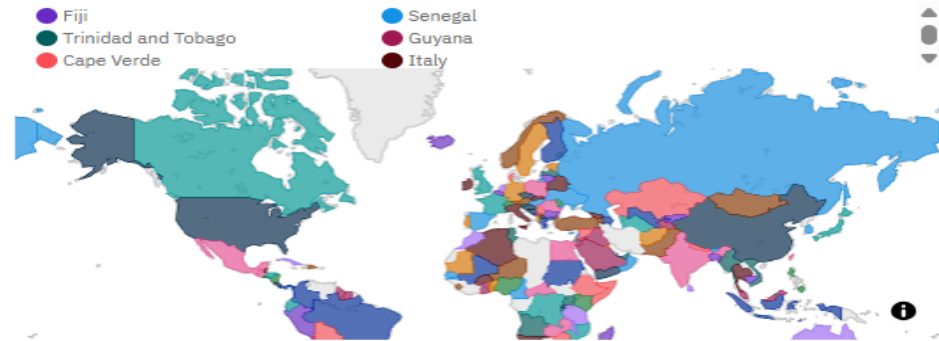 Fiji
Senegal
Trinidad and Tobago
Guyana
Cape Verde
Italy
i